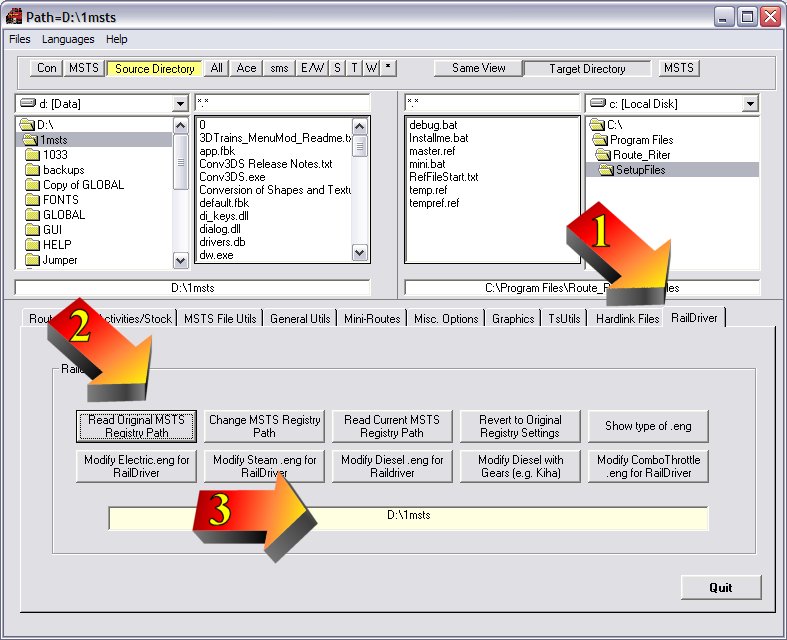 Path=D:\1msts
Files Languages Help
Con MSTS Source Directory All Ace sms E/W S T W * Same View Target Directory MSTS
d: [Data] *.* *.* c: [Local Disk]
D:\
1msts
1033
backups
Copy of GLOBAL
FONTS
GLOBAL
GUI
HELP
Jumper
0
3DTrains_MenuMod_Readme.t
app.fbk
Conv3DS Release Notes.txt
Conv3DS.exe
Conversion of Shapes and Textu
default.fbk
di_keys.dll
dialog.dll
drivers.db
dw.exe
debug.bat
Installme.bat
master.ref
mini.bat
RefFileStart.txt
temp.ref
tempref.ref
C:\
Program Files
Route_Riter
SetupFiles
D:\1msts C:\Program Files\Route_R les
1
Rout ctivities/Stock MSTS File Utils General Utils Mini-Routes Misc. Options Graphics TsUtils Hardlink Files RailDriver
2
Rail
Read Original MSTS
Registry Path
Change MSTS Registry
Path
Read Current MSTS
Registry Path
Revert to Original
Registry Settings
Show type of .eng
Modify Electric.eng for
RailDriver
Modify Steam .eng for
RailDriver
Modify Diesel .eng for
Raildriver
Modify Diesel with
Gears (e.g. Kiha)
Modify ComboThrottle
.eng for RailDriver
3
D:\1msts
Quit